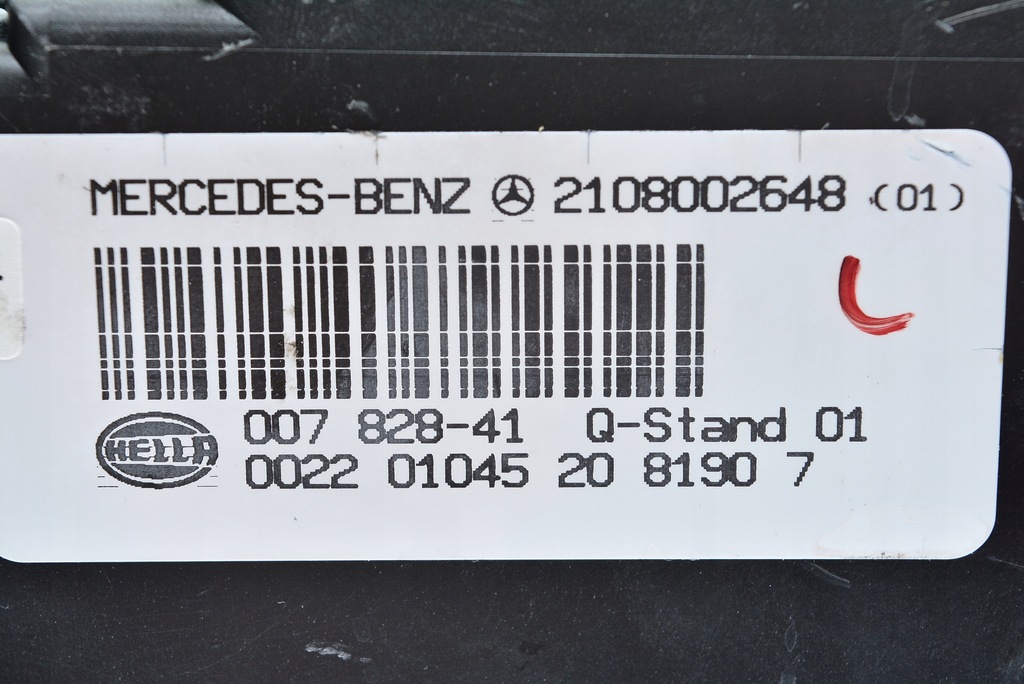 MERCEDES-BENZ 2108002648 (01)
HELLA 007 828-41 Q-Stand 01
0022 01045 20 8190 7